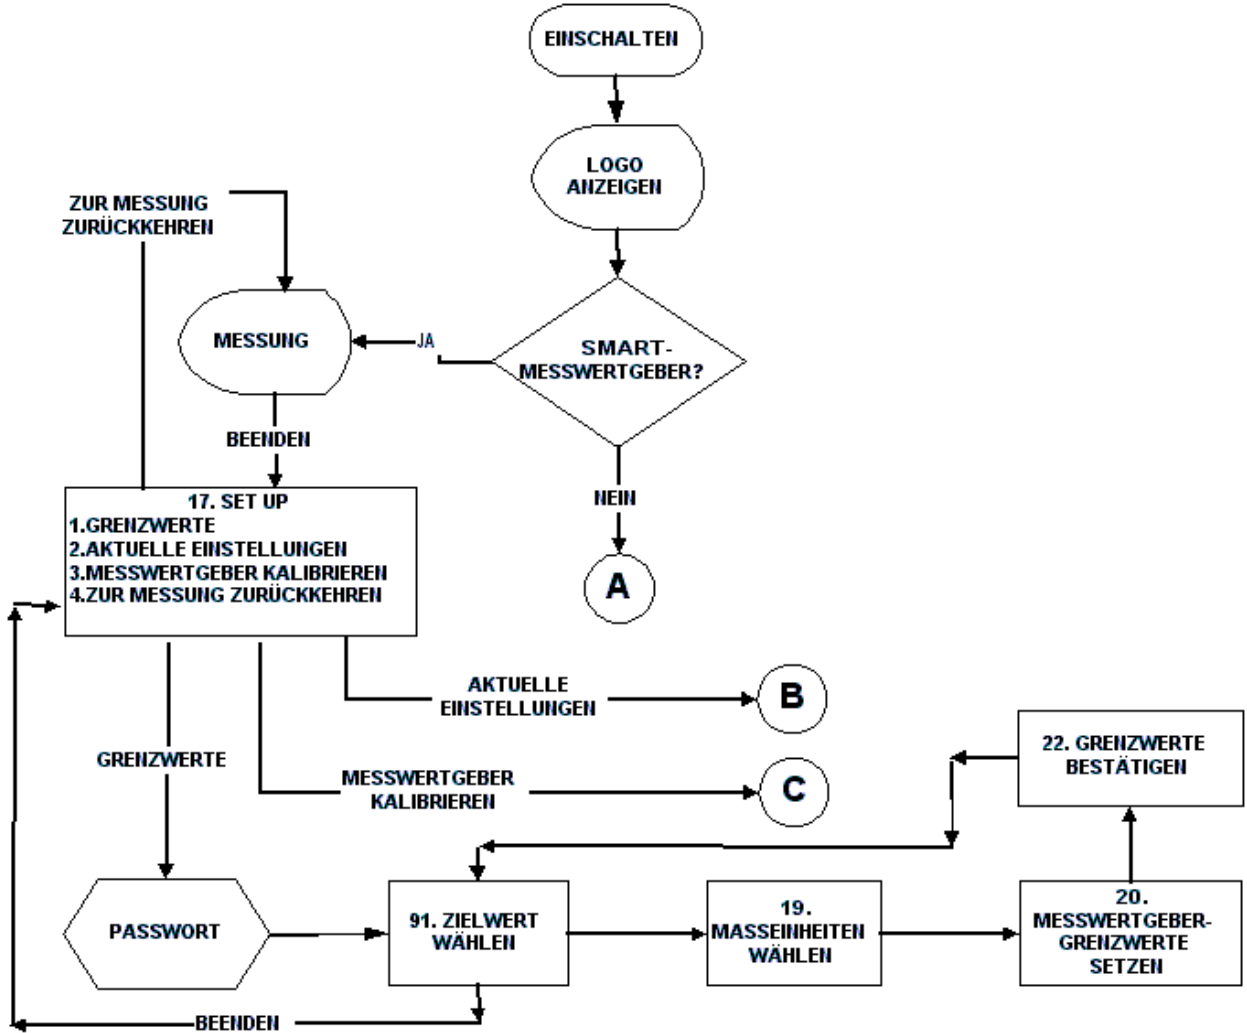 EINSCHALTEN
LOGO
ANZEIGEN
ZUR MESSUNG
ZURÜCKKEHREN
MESSUNG
JA
SMART-
MESSWERTGEBER?
BEENDEN
NEIN
17. SET UP
1.GRENZWERTE
2.AKTUELLE EINSTELLUNGEN
3.MESSWERTGEBER KALIBRIEREN
4.ZUR MESSUNG ZURÜCKKEHREN
A
AKTUELLE
EINSTELLUNGEN
B
GRENZWERTE
MESSWERTGEBER
KALIBRIEREN
C
22. GRENZWERTE
BESTÄTIGEN
PASSWORT
91. ZIELWERT
WÄHLEN
19.
MASSEINHEITEN
WÄHLEN
20.
MESSWERTGEBER-
GRENZWERTE
SETZEN
BEENDEN